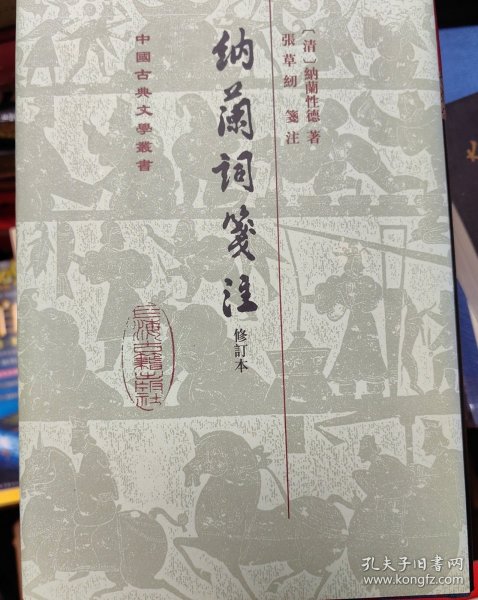 〔清〕納蘭性德 著
張草紉 箋注
纳蘭词箋注
修訂本
中國古典文學叢書
上海古籍出版社
孔夫子旧书网
www.kongfz.com